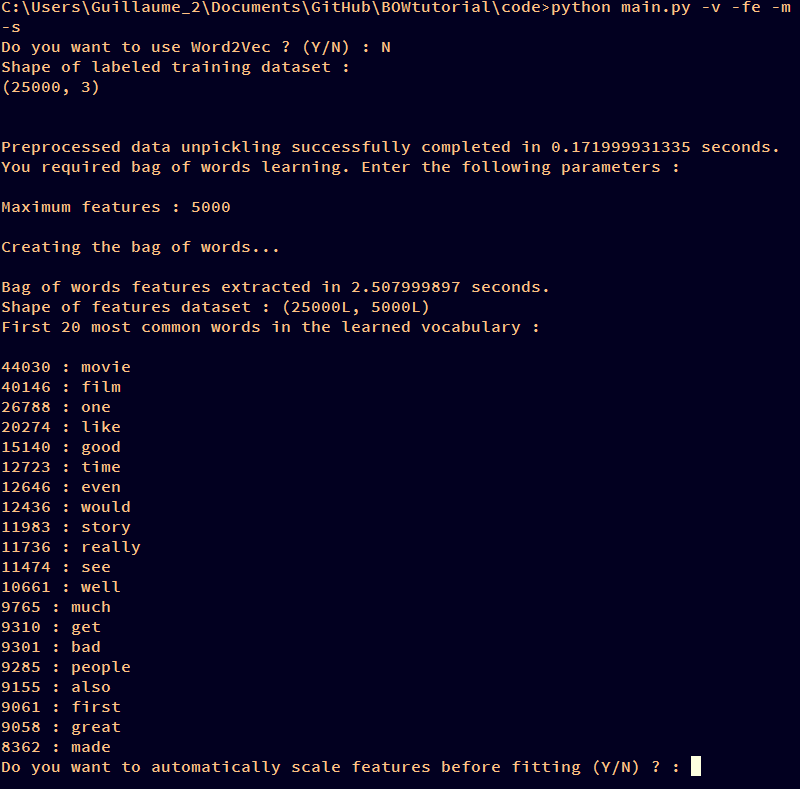 C:\Users\Guillaume_2\Documents\GitHub\BOWtutorial\code>python main.py -v -fe -m
-s
Do you want to use Word2Vec ? (Y/N) : N
Shape of labeled training dataset :
(25000, 3)
Preprocessed data unpickling successfully completed in 0.171999931335 seconds.
You required bag of words learning. Enter the following parameters :
Maximum features : 5000
Creating the bag of words...
Bag of words features extracted in 2.507999897 seconds.
Shape of features dataset : (25000L, 5000L)
First 20 most common words in the learned vocabulary :
44030 : movie
40146 : film
26788 : one
20274 : like
15140 : good
12723 : time
12646 : even
12436 : would
11983 : story
11736 : really
11474 : see
10661 : well
9765 : much
9310 : get
9301 : bad
9285 : people
9155 : also
9061 : first
9058 : great
8362 : made
Do you want to automatically scale features before fitting (Y/N) ? :